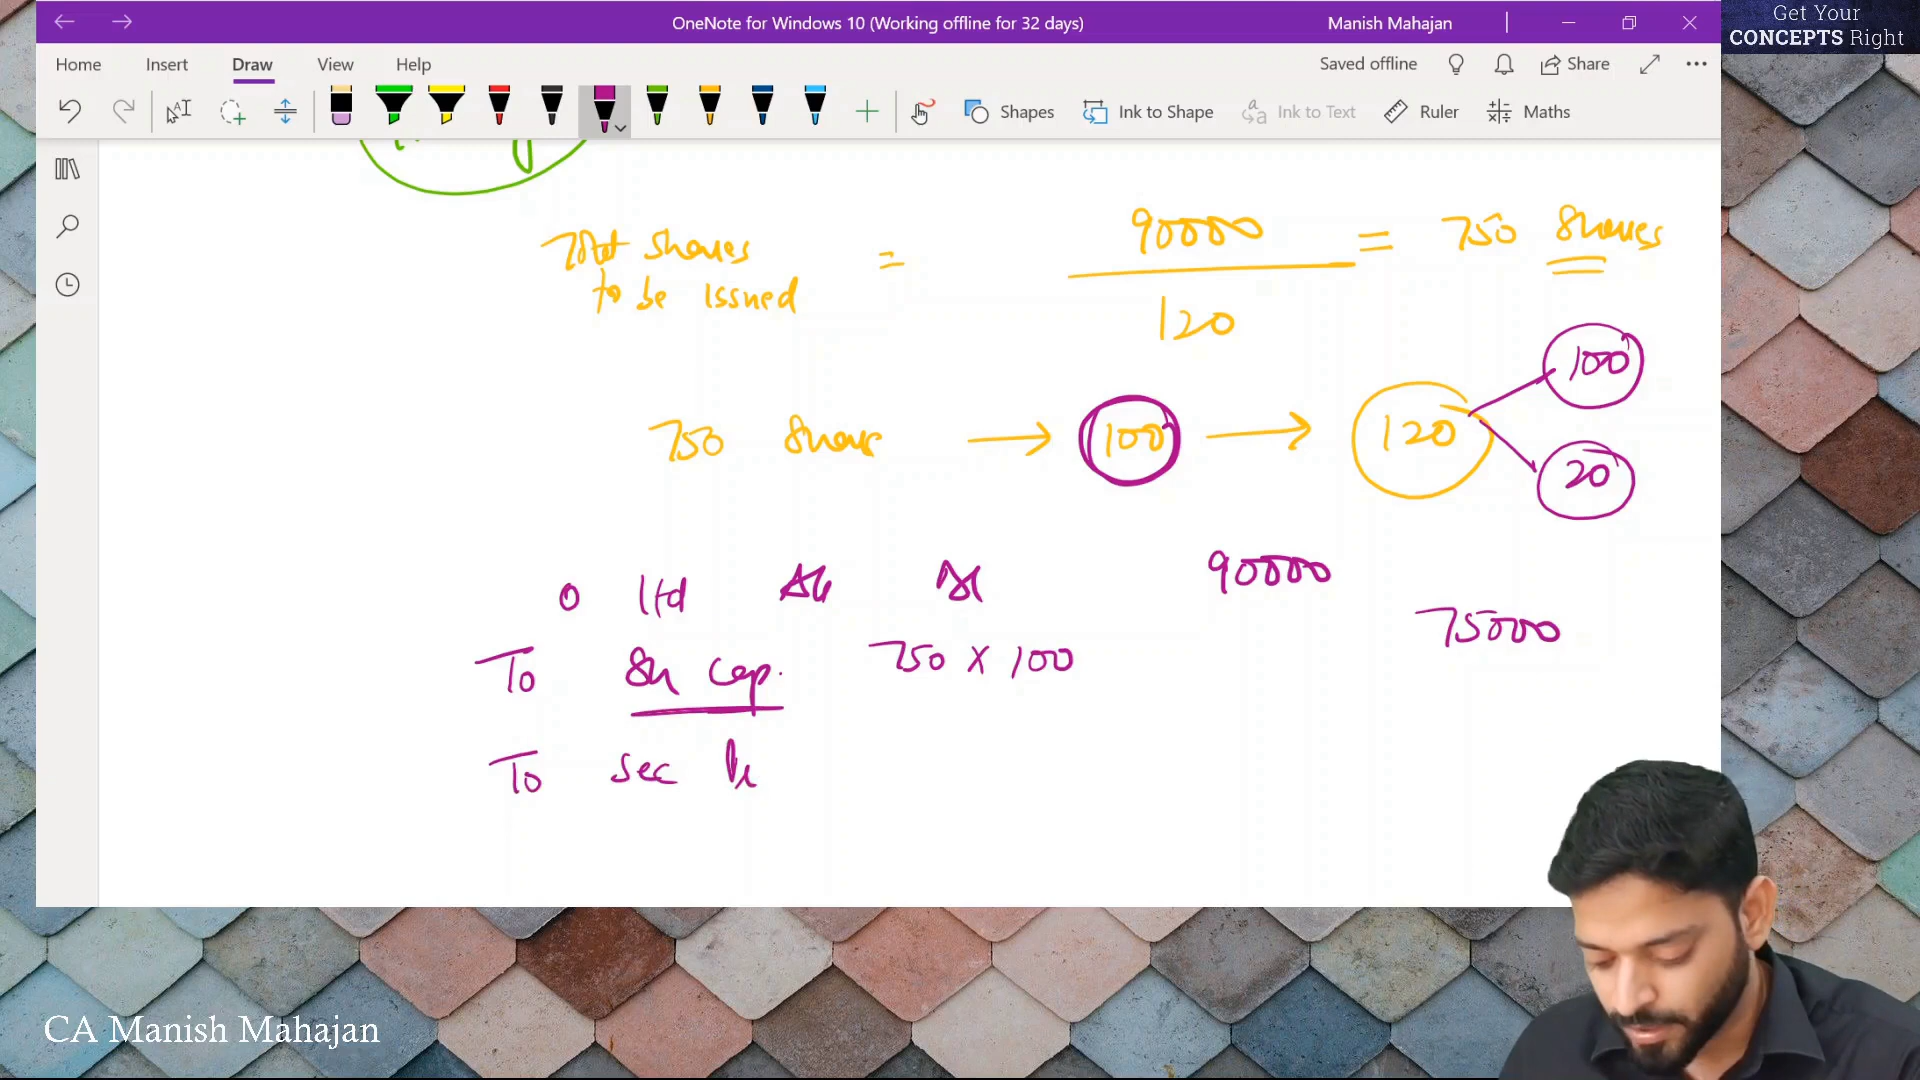 Get Your
CONCEPTS Right
OneNote for Windows 10 (Working offline for 32 days)
Manish Mahajan
Home Insert Draw View Help
Saved offline
Share
Shapes
Ink to Shape
Ink to Text
Ruler
Maths
Total Shares
to be issued
=
90000
120
= 750 Shares
750 Share → 100 → 120
100
20
O Ltd A/c Dr 90000
To Sh Cap. 750 x 100 75000
To Sec
CA Manish Mahajan